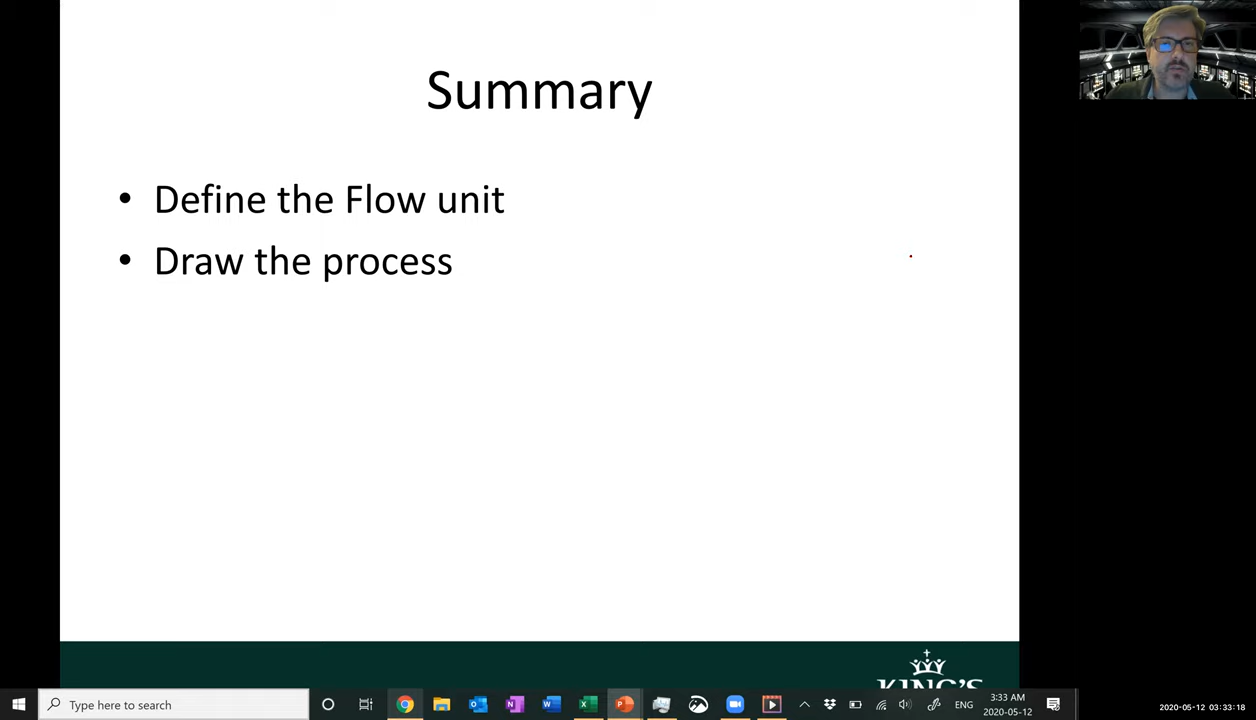 Summary
• Define the Flow unit
• Draw the process
KING'S
Type here to search
ENG
3:33 AM
2020-05-12
2020-05-12 03:33:18